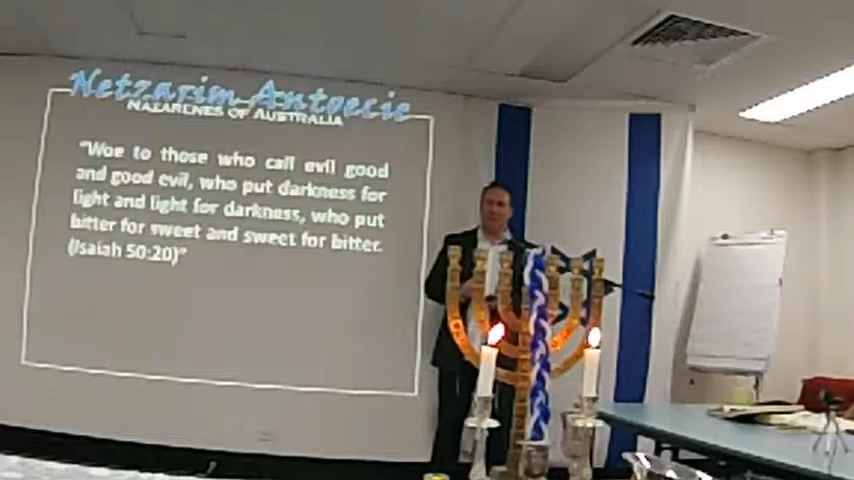 Netzarim Antoecie
NAZARENES OF AUSTRALIA
"Woe to those who call evil good
and good evil, who put darkness for
light and light for darkness, who put
bitter for sweet and sweet for bitter.
(Isaiah 50:20)"